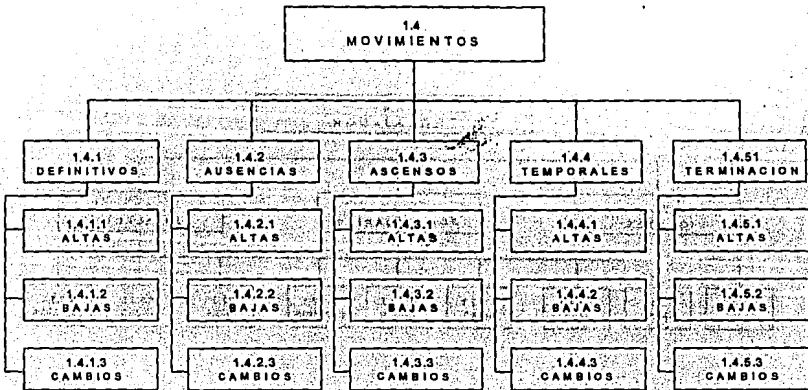 1.4
MOVIMIENTOS
1.4.1
DEFINITIVOS
1.4.2
AUSENCIAS
1.4.3
ASCENSOS
1.4.4
TEMPORALES
1.4.51
TERMINACION
1.4.1.1
ALTAS
1.4.2.1
ALTAS
1.4.3.1
ALTAS
1.4.4.1
ALTAS
1.4.5.1
ALTAS
1.4.1.2
BAJAS
1.4.2.2
BAJAS
1.4.3.2
BAJAS
1.4.4.2
BAJAS
1.4.5.2
BAJAS
1.4.1.3
CAMBIOS
1.4.2.3
CAMBIOS
1.4.3.3
CAMBIOS
1.4.4.3
CAMBIOS
1.4.5.3
CAMBIOS